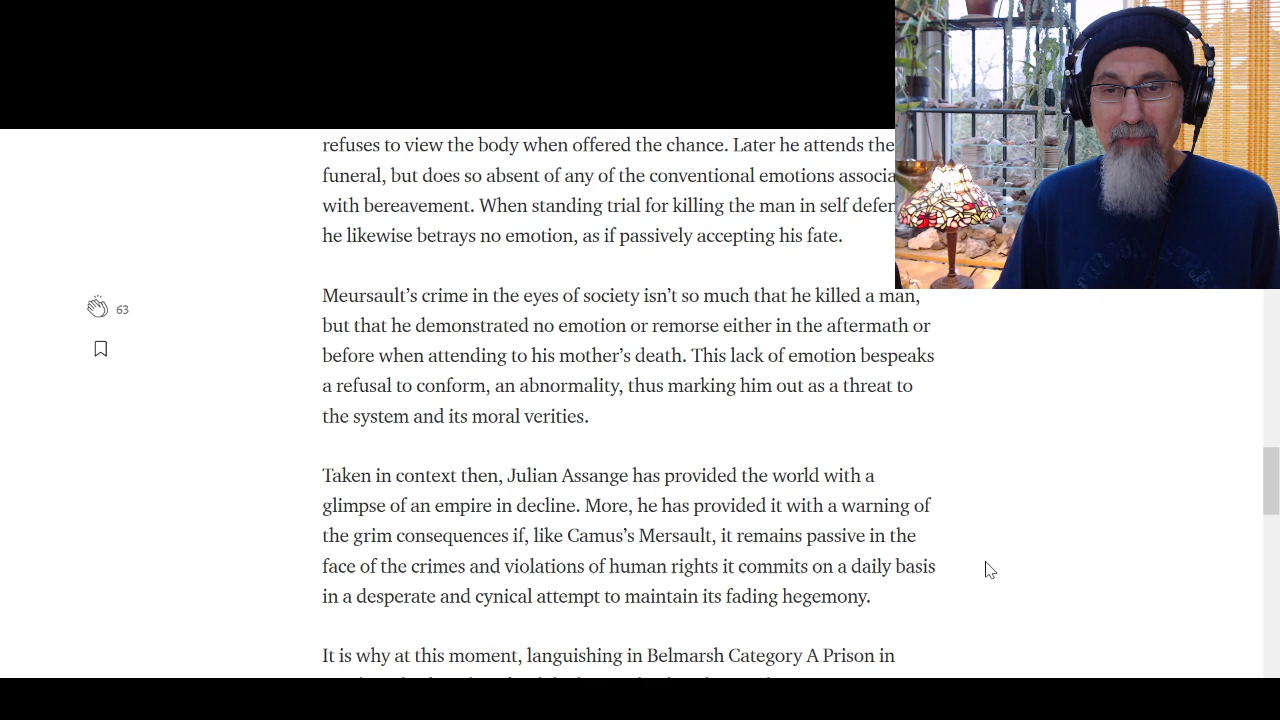 refuses to view the body when offered the chance. Later he attends the
funeral, but does so absent of any of the conventional emotions
with bereavement. When standing trial for killing the man in self
he likewise betrays no emotion, as if passively accepting his fate.
Meursault’s crime in the eyes of society isn’t so much that he killed a man,
but that he demonstrated no emotion or remorse either in the aftermath or
before when attending to his mother’s death. This lack of emotion bespeaks
a refusal to conform, an abnormality, thus marking him out as a threat to
the system and its moral verities.
63
Taken in context then, Julian Assange has provided the world with a
glimpse of an empire in decline. More, he has provided it with a warning of
the grim consequences if, like Camus’s Mersault, it remains passive in the
face of the crimes and violations of human rights it commits on a daily basis
in a desperate and cynical attempt to maintain its fading hegemony.
It is why at this moment, languishing in Belmarsh Category A Prison in